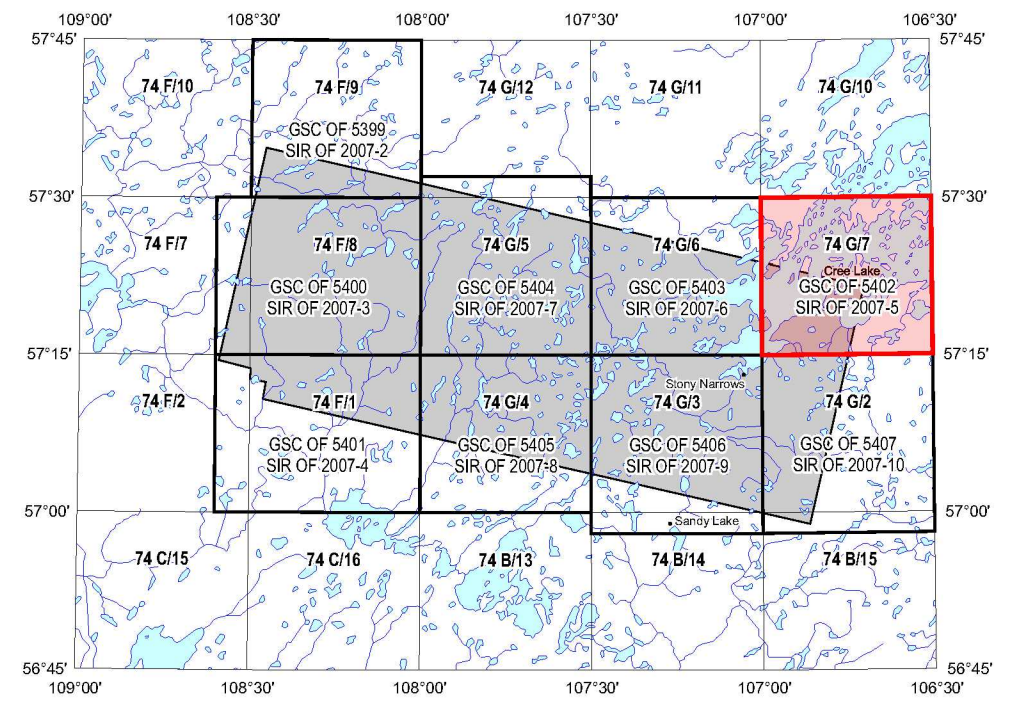 109°00' 108°30' 108°00' 107°30' 107°00' 106°30'
57°45' 57°45'
74 F/10 74 F/9 74 G/12 74 G/11 74 G/10
GSC OF 5399
SIR OF 2007-2
57°30' 57°30'
74 F/7 74 F/8 74 G/5 74 G/6 74 G/7
Cree Lake
GSC OF 5400 GSC OF 5404 GSC OF 5403 GSC OF 5402
SIR OF 2007-3 SIR OF 2007-7 SIR OF 2007-6 SIR OF 2007-5
57°15' 57°15'
Stony Narrows
74 F/2 74 F/1 74 G/4 74 G/3 74 G/2
GSC OF 5401 GSC OF 5405 GSC OF 5406 GSC OF 5407
SIR OF 2007-4 SIR OF 2007-8 SIR OF 2007-9 SIR OF 2007-10
57°00' 57°00'
Sandy Lake
74 C/15 74 C/16 74 B/13 74 B/14 74 B/15
56°45' 56°45'
109°00' 108°30' 108°00' 107°30' 107°00' 106°30'